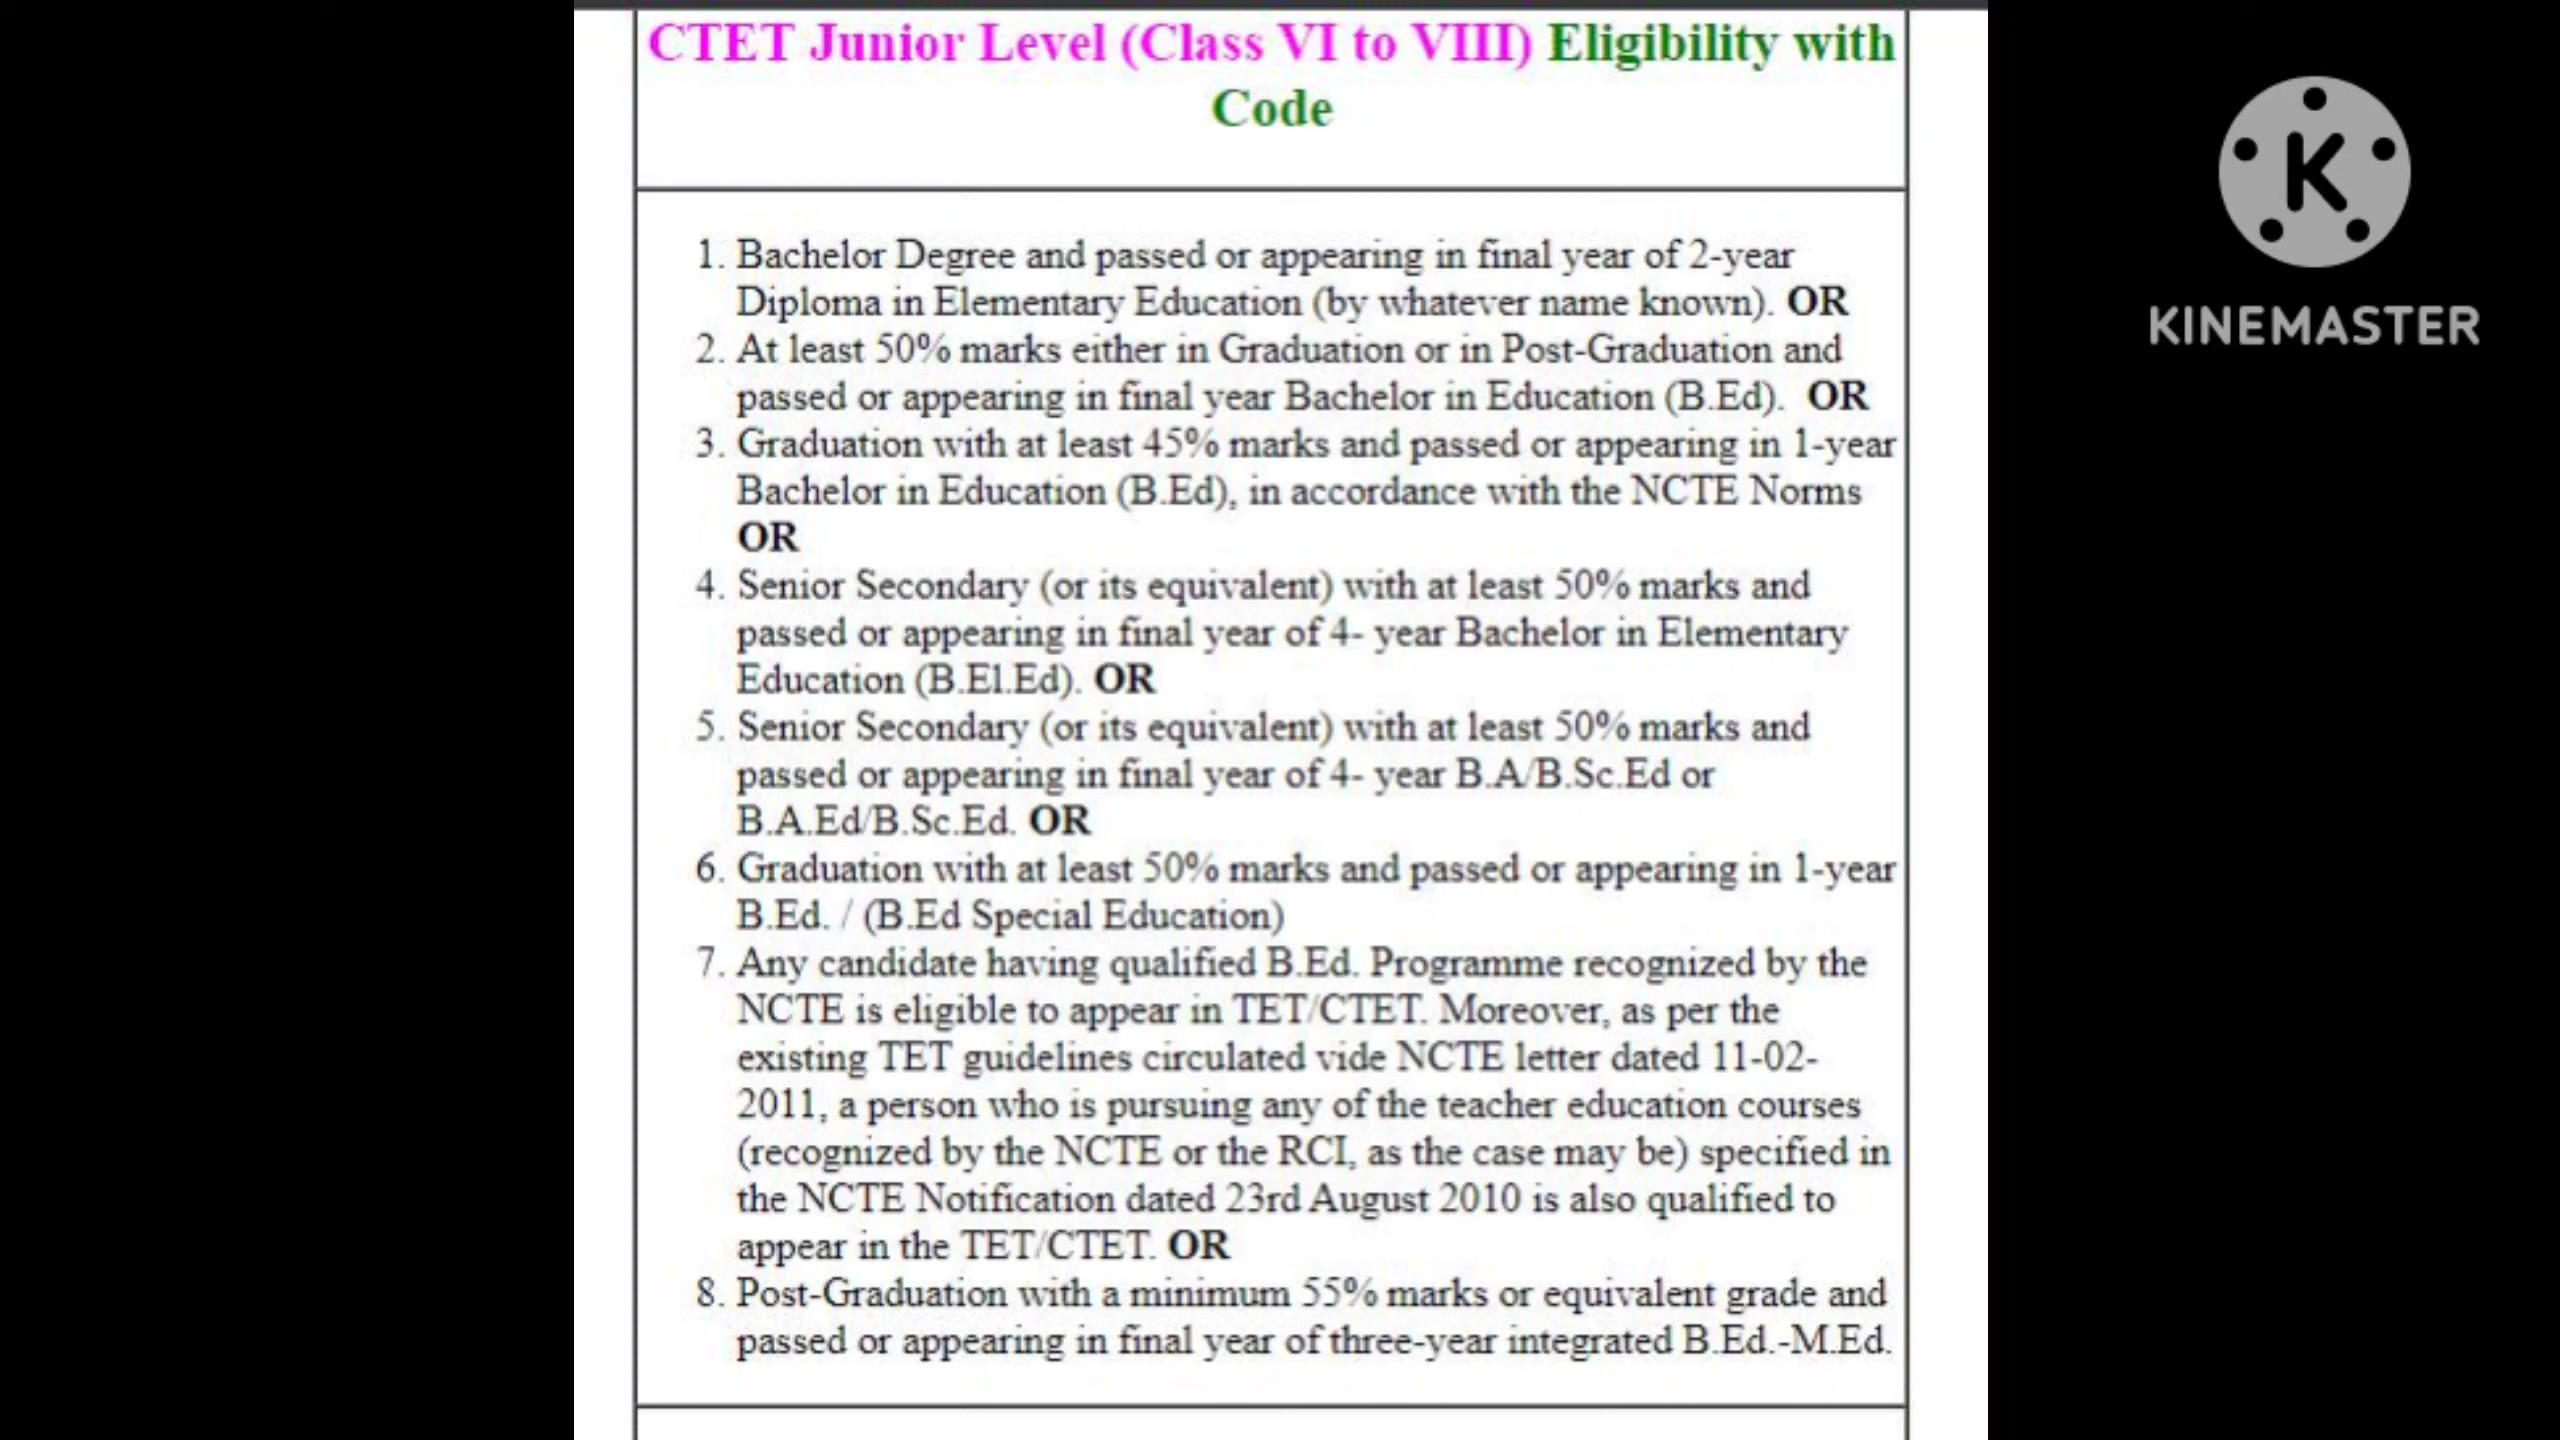 CTET Junior Level (Class VI to VIII) Eligibility with
Code
1. Bachelor Degree and passed or appearing in final year of 2-year
Diploma in Elementary Education (by whatever name known). OR
2. At least 50% marks either in Graduation or in Post-Graduation and
passed or appearing in final year Bachelor in Education (B.Ed). OR
3. Graduation with at least 45% marks and passed or appearing in 1-year
Bachelor in Education (B.Ed), in accordance with the NCTE Norms
OR
4. Senior Secondary (or its equivalent) with at least 50% marks and
passed or appearing in final year of 4- year Bachelor in Elementary
Education (B.El.Ed). OR
5. Senior Secondary (or its equivalent) with at least 50% marks and
passed or appearing in final year of 4- year B.A/B.Sc.Ed or
B.A.Ed/B.Sc.Ed. OR
6. Graduation with at least 50% marks and passed or appearing in 1-year
B.Ed. / (B.Ed Special Education)
7. Any candidate having qualified B.Ed. Programme recognized by the
NCTE is eligible to appear in TET/CTET. Moreover, as per the
existing TET guidelines circulated vide NCTE letter dated 11-02-
2011, a person who is pursuing any of the teacher education courses
(recognized by the NCTE or the RCI, as the case may be) specified in
the NCTE Notification dated 23rd August 2010 is also qualified to
appear in the TET/CTET. OR
8. Post-Graduation with a minimum 55% marks or equivalent grade and
passed or appearing in final year of three-year integrated B.Ed.-M.Ed.
K
KINEMASTER